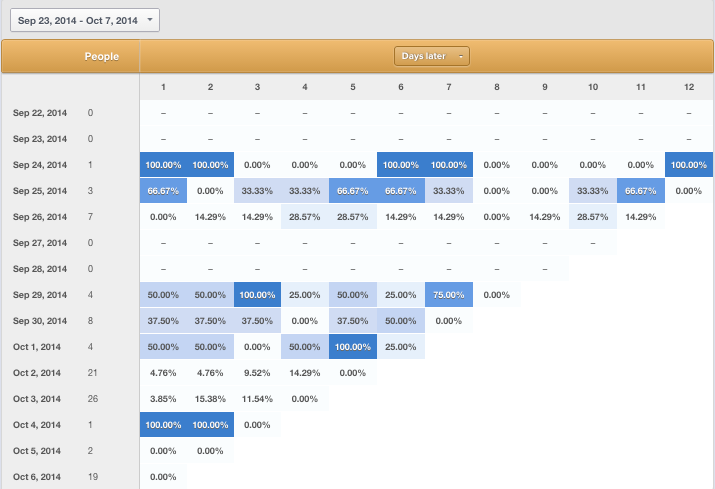 Sep 23, 2014 - Oct 7, 2014
People Days later
1 2 3 4 5 6 7 8 9 10 11 12
Sep 22, 2014 0 – – – – – – – – – – – –
Sep 23, 2014 0 – – – – – – – – – – – –
Sep 24, 2014 1 100.00% 100.00% 0.00% 0.00% 0.00% 100.00% 100.00% 0.00% 0.00% 0.00% 0.00% 100.00%
Sep 25, 2014 3 66.67% 0.00% 33.33% 33.33% 66.67% 66.67% 33.33% 0.00% 0.00% 33.33% 66.67% 0.00%
Sep 26, 2014 7 0.00% 14.29% 14.29% 28.57% 28.57% 14.29% 14.29% 0.00% 14.29% 28.57% 14.29%
Sep 27, 2014 0 – – – – – – – – – –
Sep 28, 2014 0 – – – – – – – – –
Sep 29, 2014 4 50.00% 50.00% 100.00% 25.00% 50.00% 25.00% 75.00% 0.00%
Sep 30, 2014 8 37.50% 37.50% 37.50% 0.00% 37.50% 50.00% 0.00%
Oct 1, 2014 4 50.00% 50.00% 0.00% 50.00% 100.00% 25.00%
Oct 2, 2014 21 4.76% 4.76% 9.52% 14.29% 0.00%
Oct 3, 2014 26 3.85% 15.38% 11.54% 0.00%
Oct 4, 2014 1 100.00% 100.00% 0.00%
Oct 5, 2014 2 0.00% 0.00%
Oct 6, 2014 19 0.00%